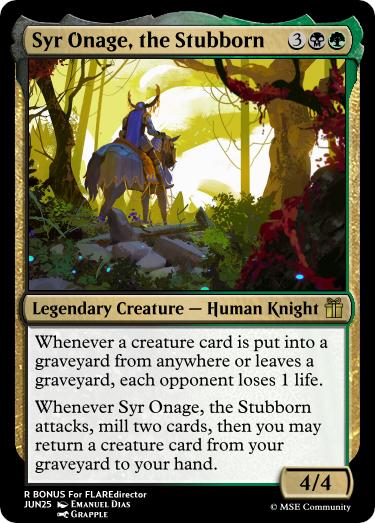 Syr Onage, the Stubborn 3
Legendary Creature — Human Knight
Whenever a creature card is put into a
graveyard from anywhere or leaves a
graveyard, each opponent loses 1 life.
Whenever Syr Onage, the Stubborn
attacks, mill two cards, then you may
return a creature card from your
graveyard to your hand.
4/4
R BONUS For FLAREdirector
JUN25 Emanuel Dias © MSE Community
Grapple